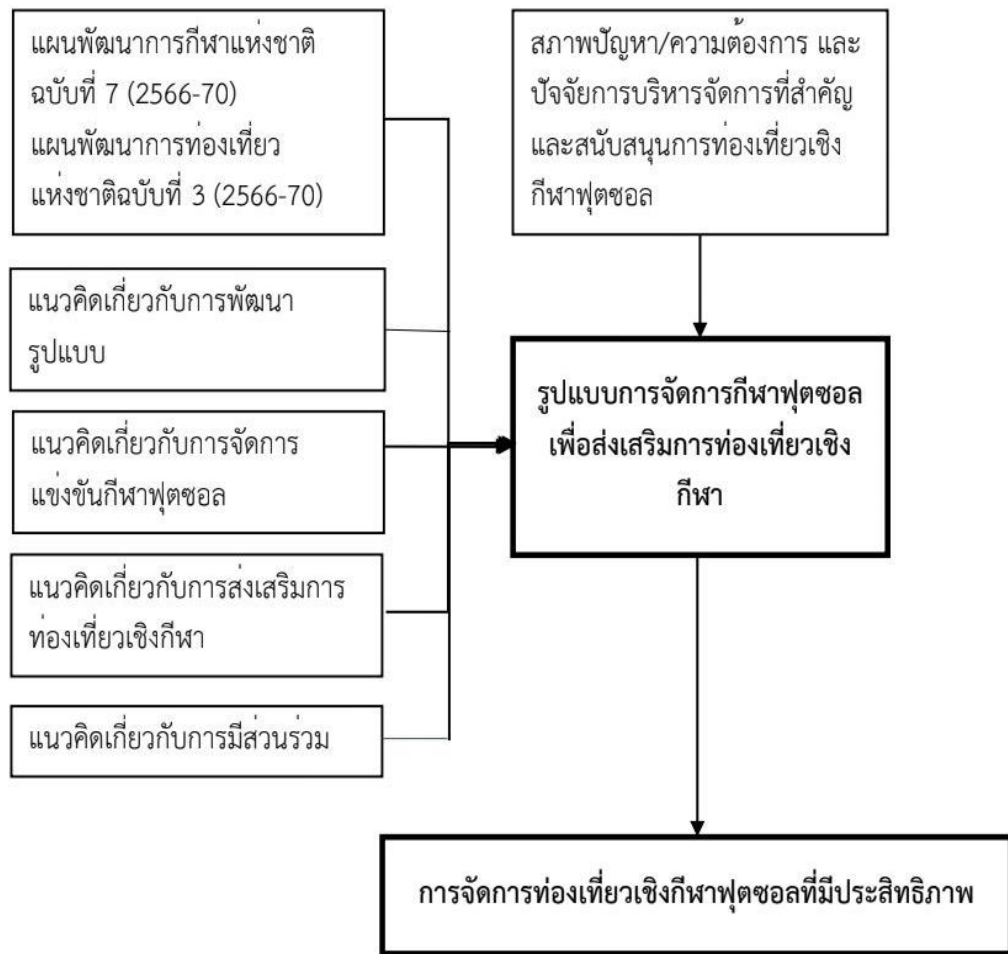 แผนพัฒนาการกีฬาแห่งชาติ
ฉบับที่ 7 (2566-70)
แผนพัฒนาการท่องเที่ยว
แห่งชาติฉบับที่ 3 (2566-70)
สภาพปัญหา/ความต้องการ และ
ปัจจัยการบริหารจัดการที่สำคัญ
และสนับสนุนการท่องเที่ยวเชิง
กีฬาฟุตซอล
แนวคิดเกี่ยวกับการพัฒนา
รูปแบบ
แนวคิดเกี่ยวกับการจัดการ
แข่งขันกีฬาฟุตซอล
แนวคิดเกี่ยวกับการส่งเสริมการ
ท่องเที่ยวเชิงกีฬา
แนวคิดเกี่ยวกับการมีส่วนร่วม
รูปแบบการจัดการกีฬาฟุตซอล
เพื่อส่งเสริมการท่องเที่ยวเชิง
กีฬา
การจัดการท่องเที่ยวเชิงกีฬาฟุตซอลที่มีประสิทธิภาพ